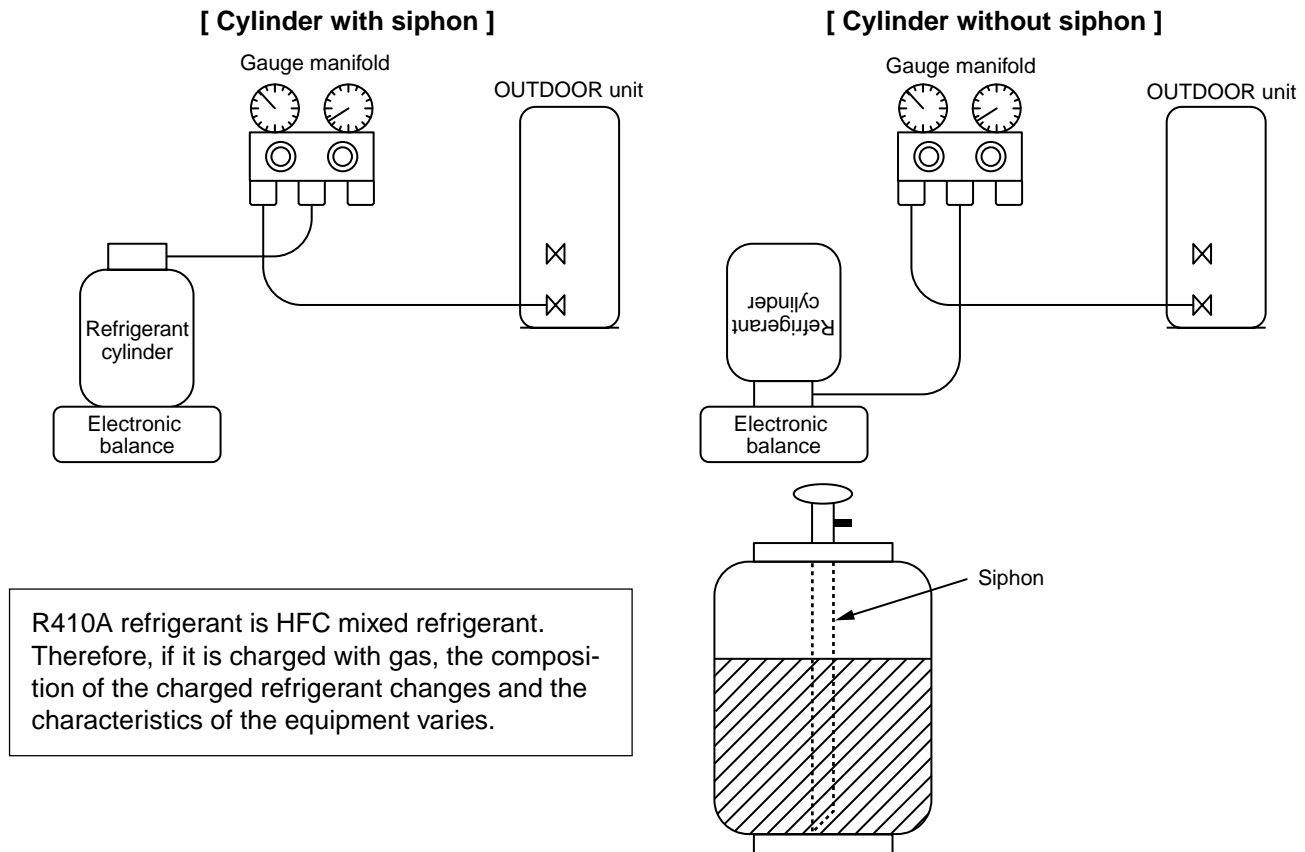 [ Cylinder with siphon ]
Gauge manifold
OUTDOOR unit
Refrigerant
cylinder
Electronic
balance
[ Cylinder without siphon ]
Gauge manifold
OUTDOOR unit
Refrigerant
cylinder
Electronic
balance
Siphon
R410A refrigerant is HFC mixed refrigerant.
Therefore, if it is charged with gas, the composi-
tion of the charged refrigerant changes and the
characteristics of the equipment varies.